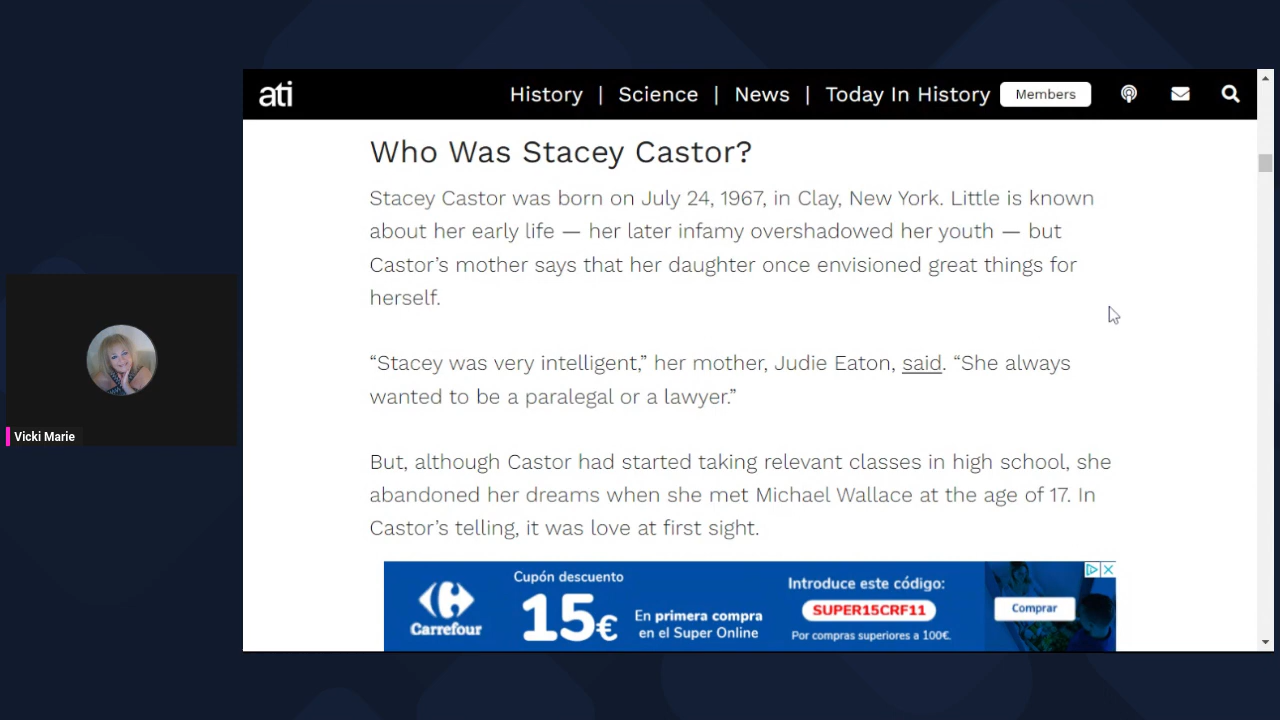 ati
History | Science | News | Today In History Members
Who Was Stacey Castor?
Stacey Castor was born on July 24, 1967, in Clay, New York. Little is known
about her early life — her later infamy overshadowed her youth — but
Castor’s mother says that her daughter once envisioned great things for
herself.
“Stacey was very intelligent,” her mother, Judie Eaton, said. “She always
wanted to be a paralegal or a lawyer.”
But, although Castor had started taking relevant classes in high school, she
abandoned her dreams when she met Michael Wallace at the age of 17. In
Castor’s telling, it was love at first sight.
Vicki Marie
Carrefour
Cupón descuento
15€
En primera compra
en el Super Online
Introduce este código:
SUPER15CRF11
Por compras superiores a 100€.
Comprar